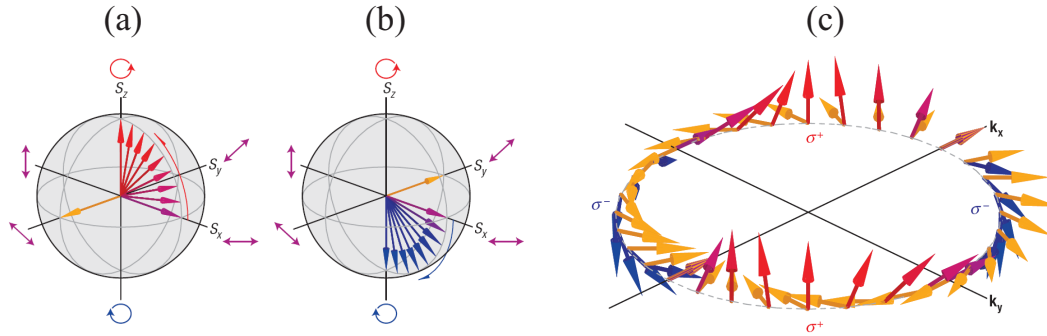 (a)
S_z
S_y
S_x
(b)
S_z
S_y
S_x
(c)
σ⁺
k_x
σ⁻
σ⁻
k_y
σ⁺